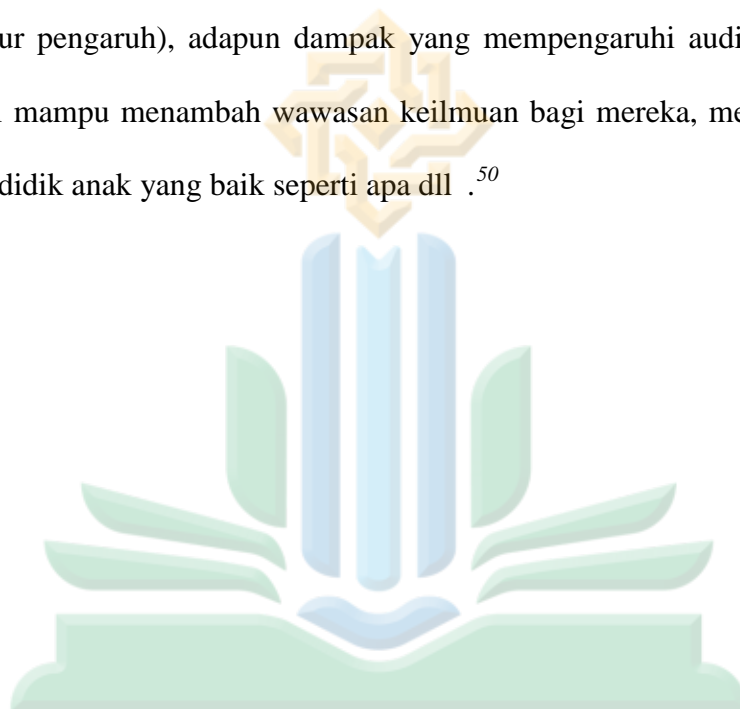 ur pengaruh), adapun dampak yang mempengaruhi audi
mampu menambah wawasan keilmuan bagi mereka, me
didik anak yang baik seperti apa dll .50